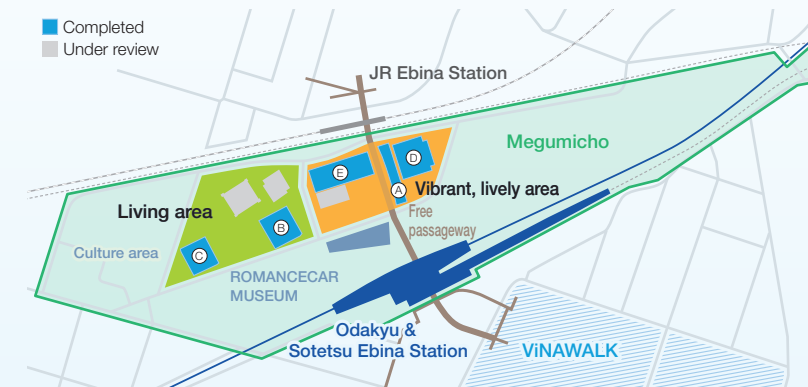 Completed
Under review
JR Ebina Station
Megumicho
D
E
A
Vibrant, lively area
Living area
Free
passageway
B
C
Culture area
ROMANCECAR
MUSEUM
Odakyu &
Sotetsu Ebina Station
ViNAWALK